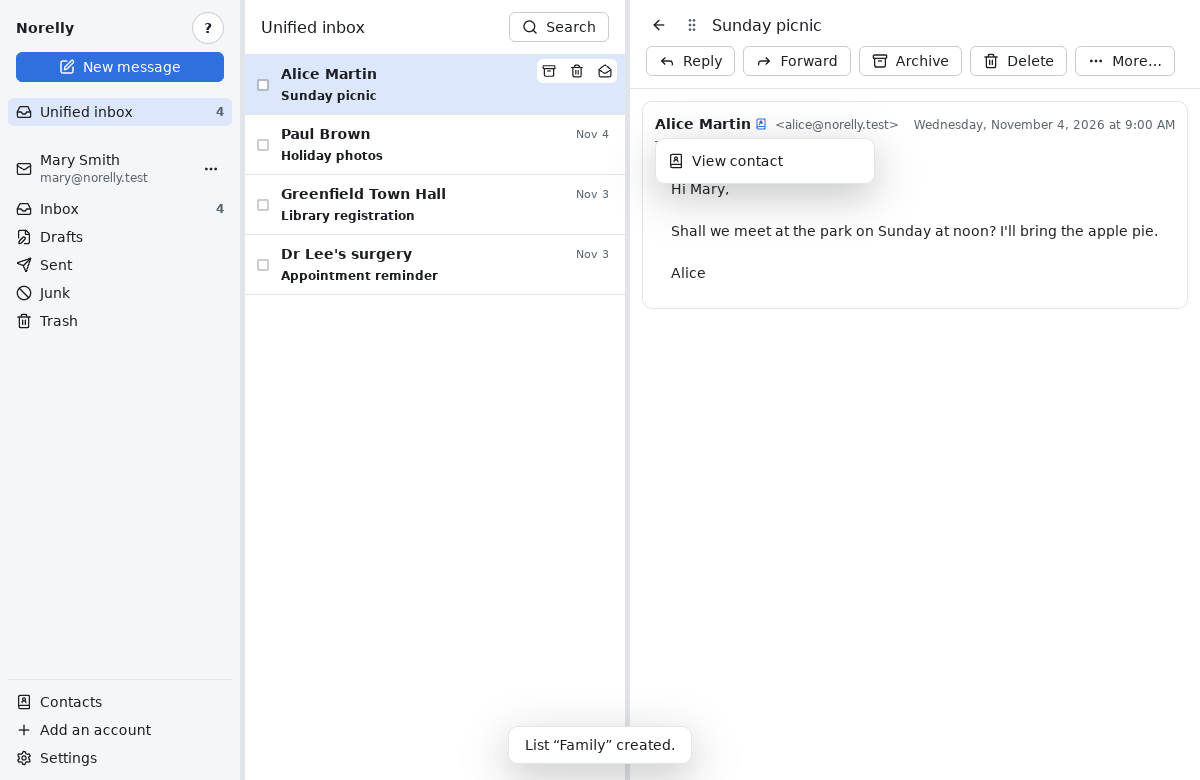 Norelly
?
New message
Unified inbox
4
Mary Smith
mary@norelly.test
Inbox
4
Drafts
Sent
Junk
Trash
Contacts
Add an account
Settings
Unified inbox
Search
Alice Martin
Sunday picnic
Paul Brown
Nov 4
Holiday photos
Greenfield Town Hall
Nov 3
Library registration
Dr Lee's surgery
Nov 3
Appointment reminder
Sunday picnic
Reply
Forward
Archive
Delete
More…
Alice Martin <alice@norelly.test> Wednesday, November 4, 2026 at 9:00 AM
View contact
Hi Mary,
Shall we meet at the park on Sunday at noon? I'll bring the apple pie.
Alice
List “Family” created.